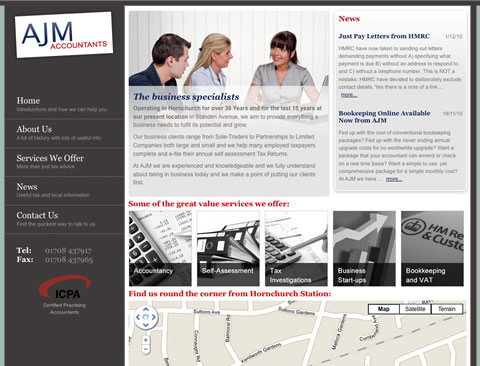 AJM
ACCOUNTANTS
Home
Introductions and how we can help you
About Us
A bit of history with lots of useful info
Services We Offer
More than just tax advice
News
Useful tax and local information
Contact Us
Finding the quickest way to talk to us
Tel: 01708 437917
Fax: 01708 437965
ICPA
Certified Practising
Accountants
The business specialists
Operating in Hornchurch for over 30 Years and for the last 15 years at
our present location in Standen Avenue, we aim to provide everything a
business needs to fulfil its potential and grow.
Our business clients range from Sole-Traders to Partnerships to Limited
Companies both large and small and we help many employed taxpayers
complete and e-file their annual self assessment Tax Returns.
At AJM we are experienced and knowledgeable and we fully understand
about being in business today and we make a point of putting our clients
first.
News
Just Pay Letters from HMRC 1/12/10
HMRC have now taken to sending out letters
demanding payments without A) specifying what
payment is due B) without an address to respond to
and C) without a telephone number. This is NOT a
mistake. HMRC have decided to deliberately exclude
contact details. Yes there is a note of a link ...
more...
Bookkeeping Online Available
Now from AJM 19/11/10
Fed up with the cost of conventional bookkeeping
packages? Fed up with the never ending annual
upgrade costs for no worthwhile upgrade? Want a
package that your accountant can amend or check
on a real time basis? Want a simple to use, yet
comprehensive package for a simple monthly cost?
At AJM we have ... more...
Some of the great value services we offer:
Accountancy
Self-Assessment
Tax
Investigations
Business
Start-ups
HM Re
& Custo
Bookkeeping
and VAT
Find us round the corner from Hornchurch Station:
Map
Satellite
Terrain
Suttons Ave
Suttons Ave
Connaught Rd
Balmoral Rd
Kenilworth Gardens
Matlock Gardens